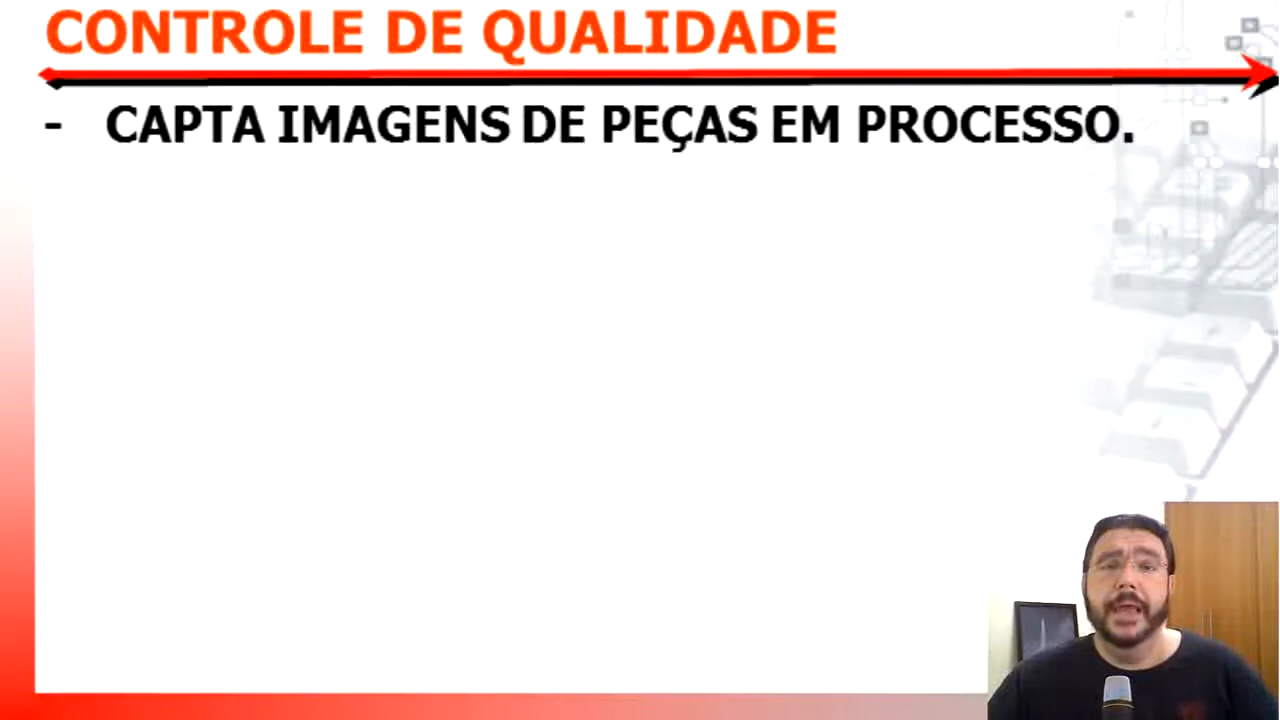 CONTROLE DE QUALIDADE
- CAPTA IMAGENS DE PEÇAS EM PROCESSO.